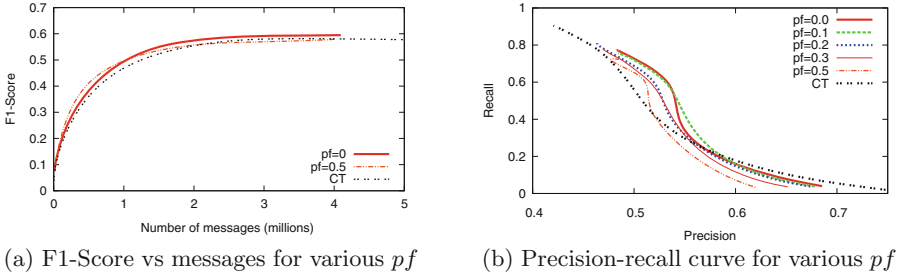 F1-Score
0.7
0.6
0.5
0.4
0.3
0.2
0.1
0
0 1 2 3 4 5
Number of messages (millions)
pf=0
pf=0.5
CT
(a) F1-Score vs messages for various pf
Recall
1
0.8
0.6
0.4
0.2
0
0.4 0.5 0.6 0.7
Precision
pf=0.0
pf=0.1
pf=0.2
pf=0.3
pf=0.5
CT
(b) Precision-recall curve for various pf